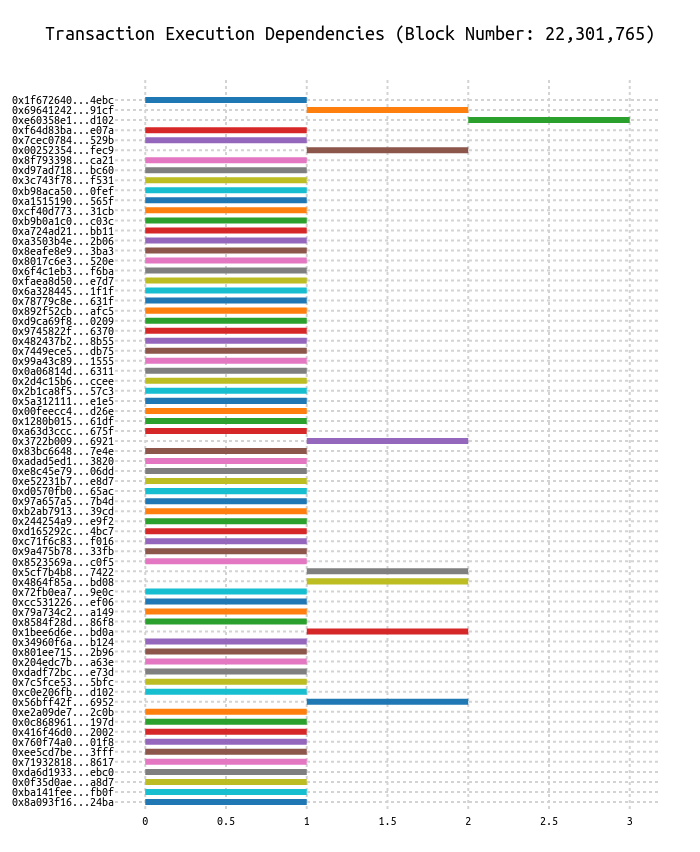 Transaction Execution Dependencies (Block Number: 22,301,765)
0x1f672640...4ebc
0x69641242...91cf
0xe60358e1...d102
0xf64d83ba...e07a
0x7cec0784...529b
0x00252354...fec9
0x8f793398...ca21
0xd97ad718...bc60
0x3c743f78...f531
0xb98aca50...0fef
0xa1515190...565f
0xcf40d773...31cb
0xb9b0a1c0...c03c
0xa724ad21...bb11
0xa3503b4e...2b06
0x8eafe8e9...3ba3
0x8017c6e3...520e
0x6f4c1eb3...f6ba
0xfaea8d50...e7d7
0x6a328445...1f1f
0x78779c8e...631f
0x892f52cb...afc5
0xd9ca69f8...0209
0x9745822f...6370
0x482437b2...8b55
0x7449ece5...db75
0x99a43c89...1555
0x0a06814d...6311
0x2d4c15b6...ccee
0x2b1ca8f5...57c3
0x5a312111...e1e5
0x00feecc4...d26e
0x1280b015...61df
0xa63d3ccc...675f
0x3722b009...6921
0x83bc6648...7e4e
0xadad5ed1...3820
0xe8c45e79...06dd
0xe52231b7...e8d7
0xd0570fb0...65ac
0x97a657a5...7b4d
0xb2ab7913...39cd
0x244254a9...e9f2
0xd165292c...4bc7
0xc71f6c83...f016
0x9a475b78...33fb
0x8523569a...c0f5
0x5cf7b4b8...7422
0x4864f85a...bd08
0x72fb0ea7...9e0c
0xcc531226...ef06
0x79a734c2...a149
0x8584f28d...86f8
0x1bee6d6e...bd0a
0x34960f6a...b124
0x801ee715...2b96
0x204edc7b...a63e
0xdadf72bc...e73d
0x7c5fce53...5bfc
0xc0e206fb...d102
0x56bff42f...6952
0xe2a09de7...2c0b
0x0c868961...197d
0x416f46d0...2002
0x760f74a0...01f8
0xee5cd7be...3fff
0x71932818...8617
0xda6d1933...ebc0
0x0f35d0ae...a8d7
0xba141fee...fb0f
0x8a093f16...24ba
0 0.5 1 1.5 2 2.5 3